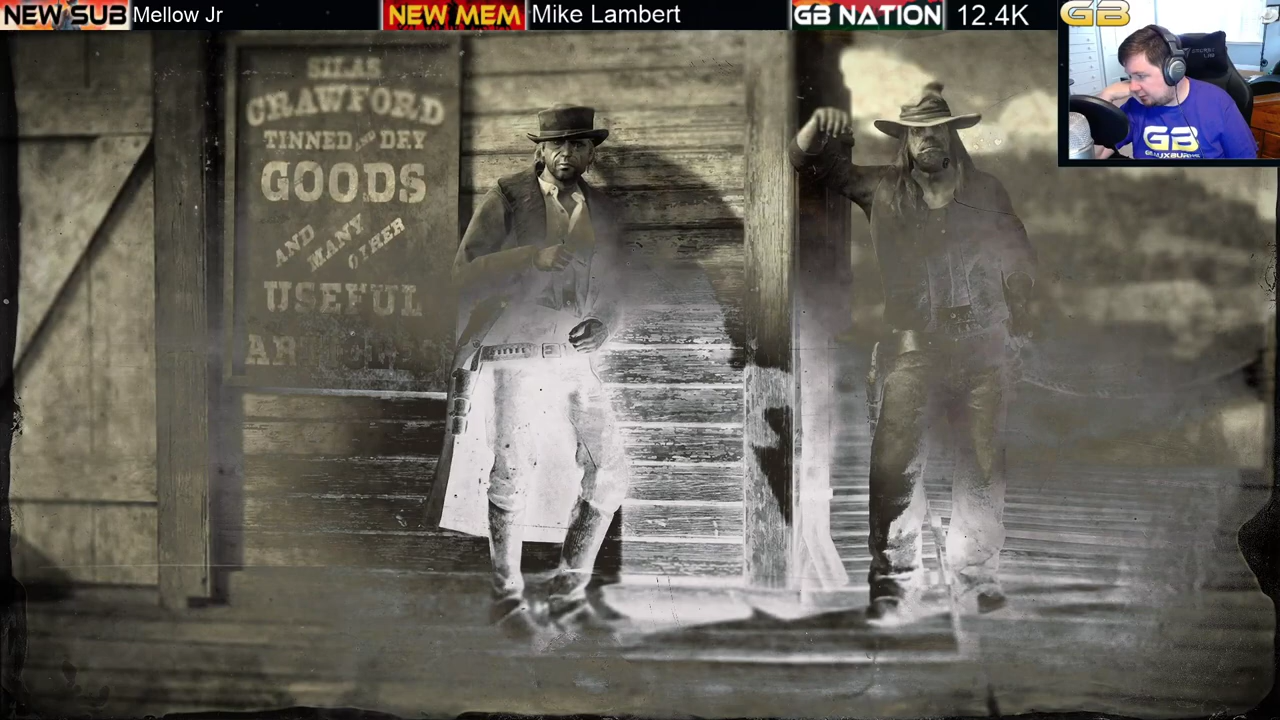 NEW SUB Mellow Jr NEW MEM Mike Lambert GB NATION 12.4K GB
SILAS
CRAWFORD
TINNED AND DRY
GOODS
AND
MANY
OTHER
USEFUL
GB